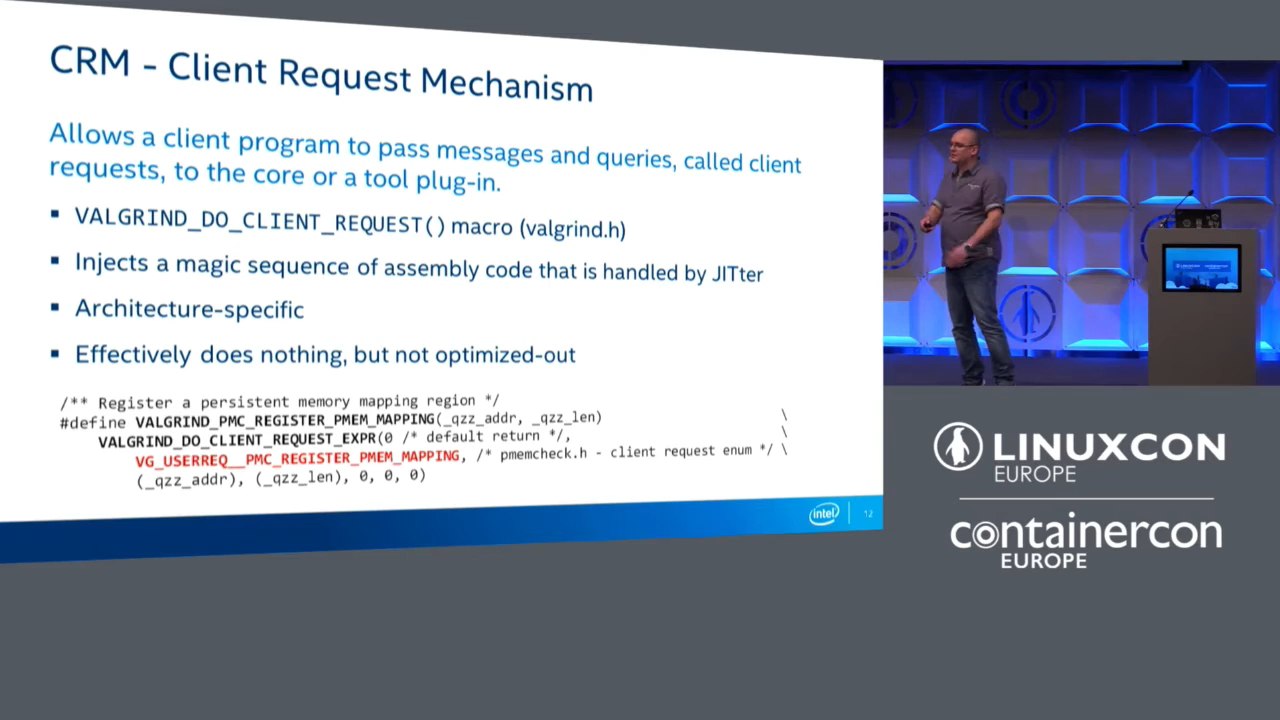 CRM - Client Request Mechanism
Allows a client program to pass messages and queries, called client
requests, to the core or a tool plug-in.
▪ VALGRIND_DO_CLIENT_REQUEST() macro (valgrind.h)
▪ Injects a magic sequence of assembly code that is handled by JITter
▪ Architecture-specific
▪ Effectively does nothing, but not optimized-out
/** Register a persistent memory mapping region */
#define VALGRIND_PMC_REGISTER_PMEM_MAPPING(_qzz_addr, _qzz_len) \
VALGRIND_DO_CLIENT_REQUEST_EXPR(0 /* default return */, \
VG_USERREQ__PMC_REGISTER_PMEM_MAPPING, /* pmemcheck.h - client request enum */ \
(_qzz_addr), (_qzz_len), 0, 0, 0)
intel
12
LINUXCON
EUROPE
containercon
EUROPE